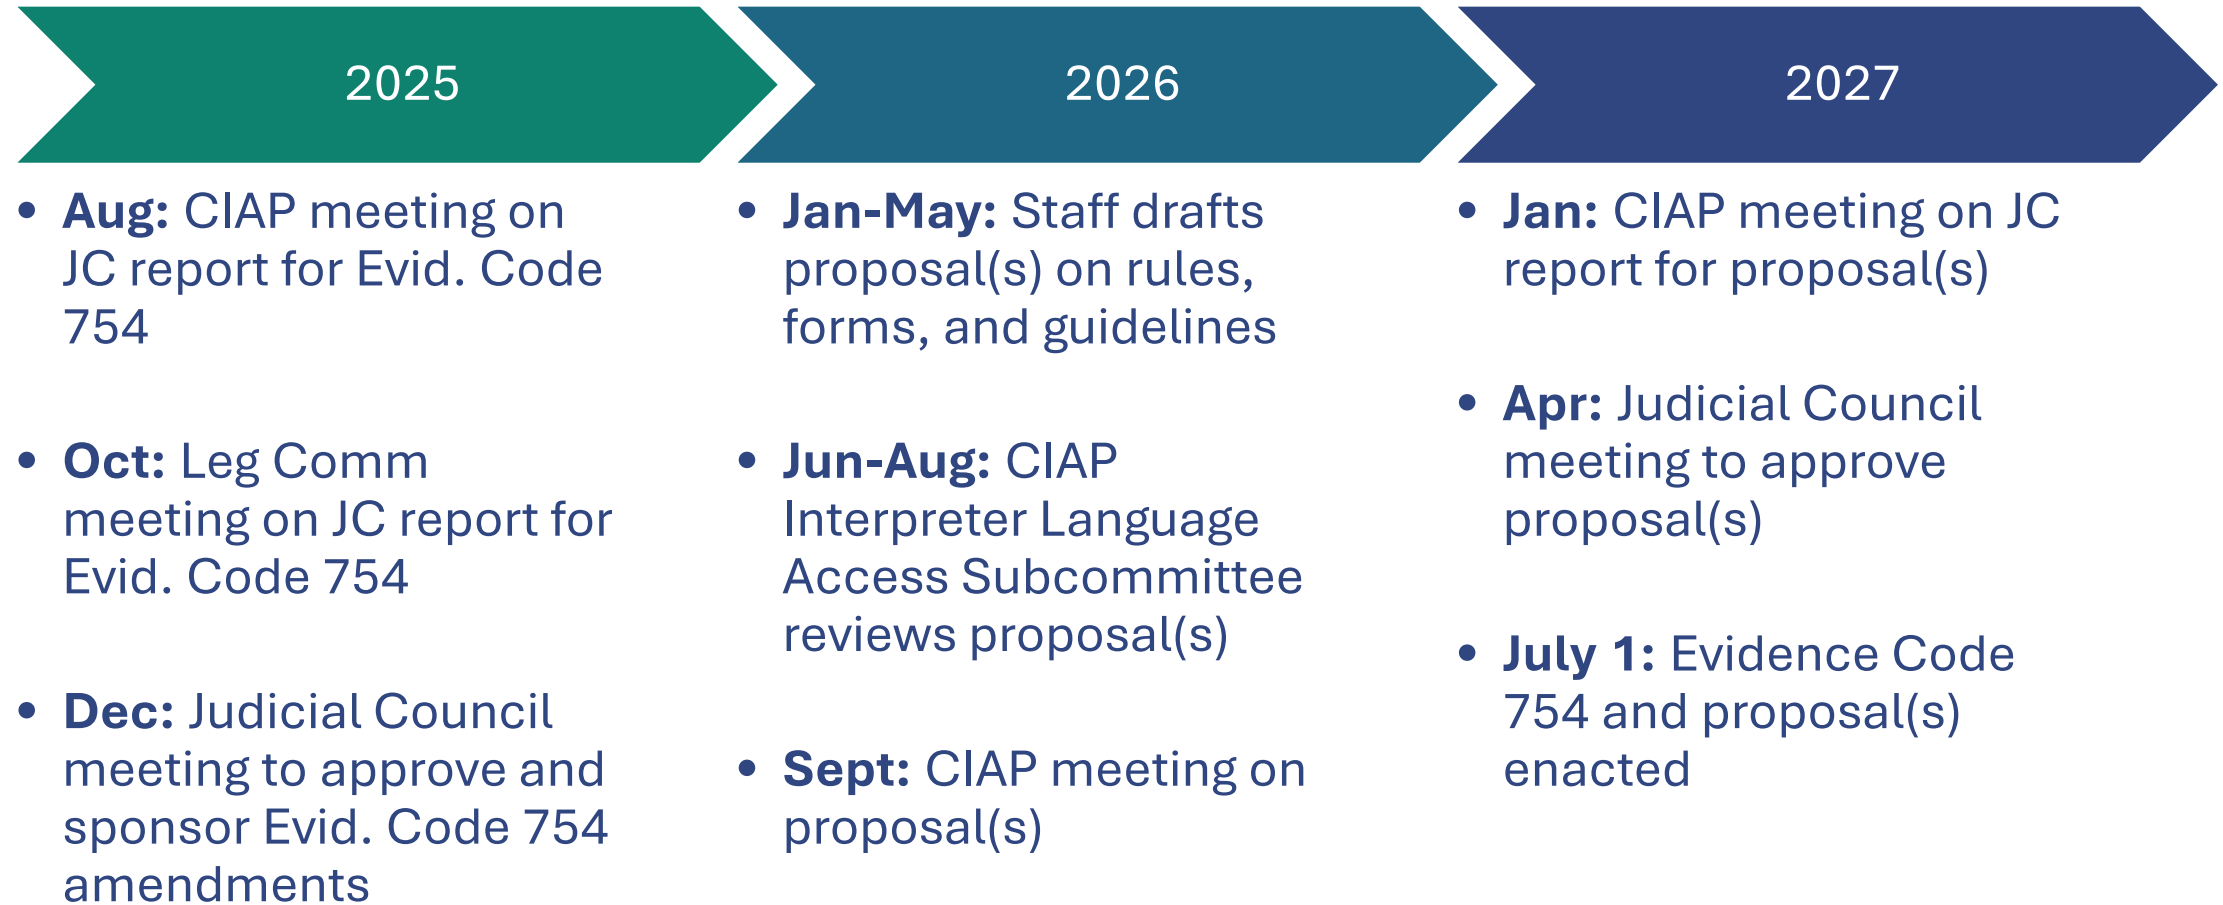 2025
• Aug: CIAP meeting on
JC report for Evid. Code
754
• Oct: Leg Comm
meeting on JC report for
Evid. Code 754
• Dec: Judicial Council
meeting to approve and
sponsor Evid. Code 754
amendments
2026
• Jan-May: Staff drafts
proposal(s) on rules,
forms, and guidelines
• Jun-Aug: CIAP
Interpreter Language
Access Subcommittee
reviews proposal(s)
• Sept: CIAP meeting on
proposal(s)
2027
• Jan: CIAP meeting on JC
report for proposal(s)
• Apr: Judicial Council
meeting to approve
proposal(s)
• July 1: Evidence Code
754 and proposal(s)
enacted